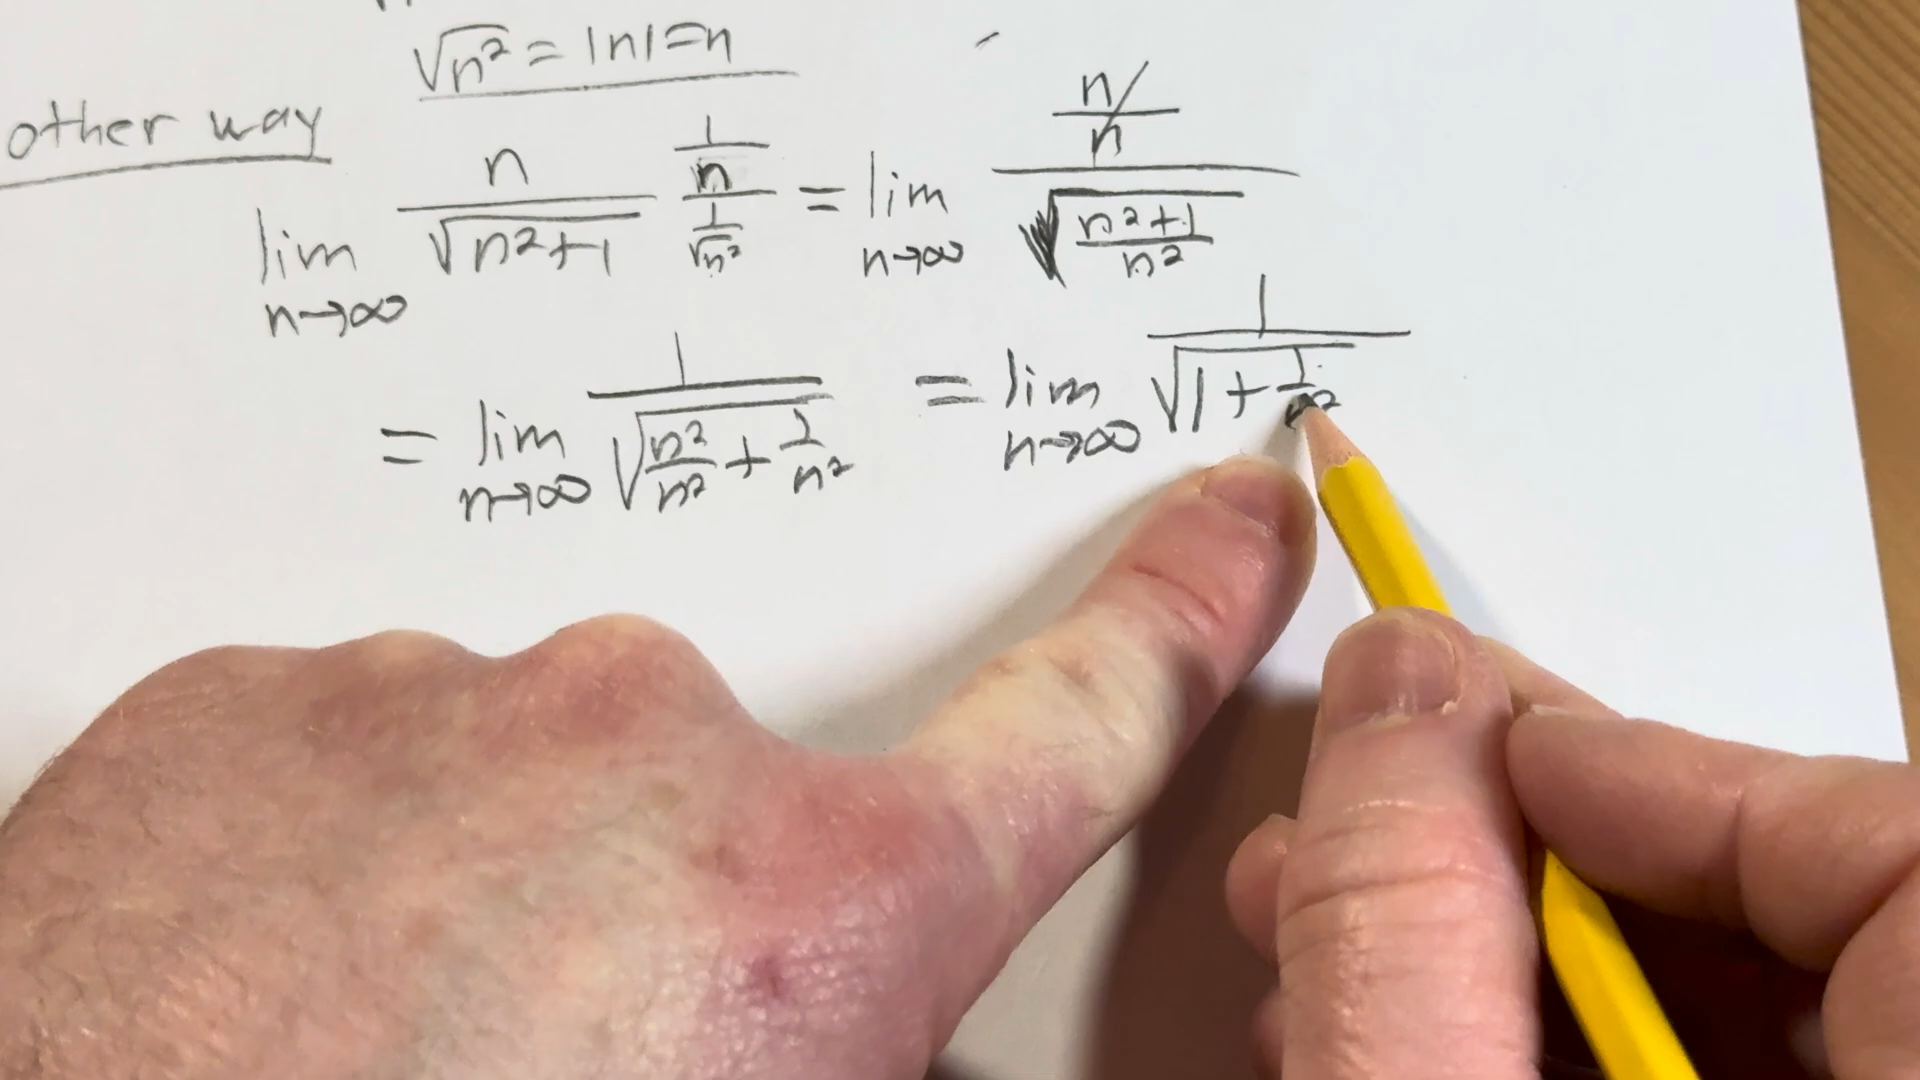 √n² = |n| = n
other way
lim n→∞ n/√(n²+1) · (1/n)/(1/√n²) = lim n→∞ (n/n)/√((n²+1)/n²)
= lim n→∞ 1/√(n²/n² + 1/n²) = lim n→∞ 1/√(1 + 1/n²)